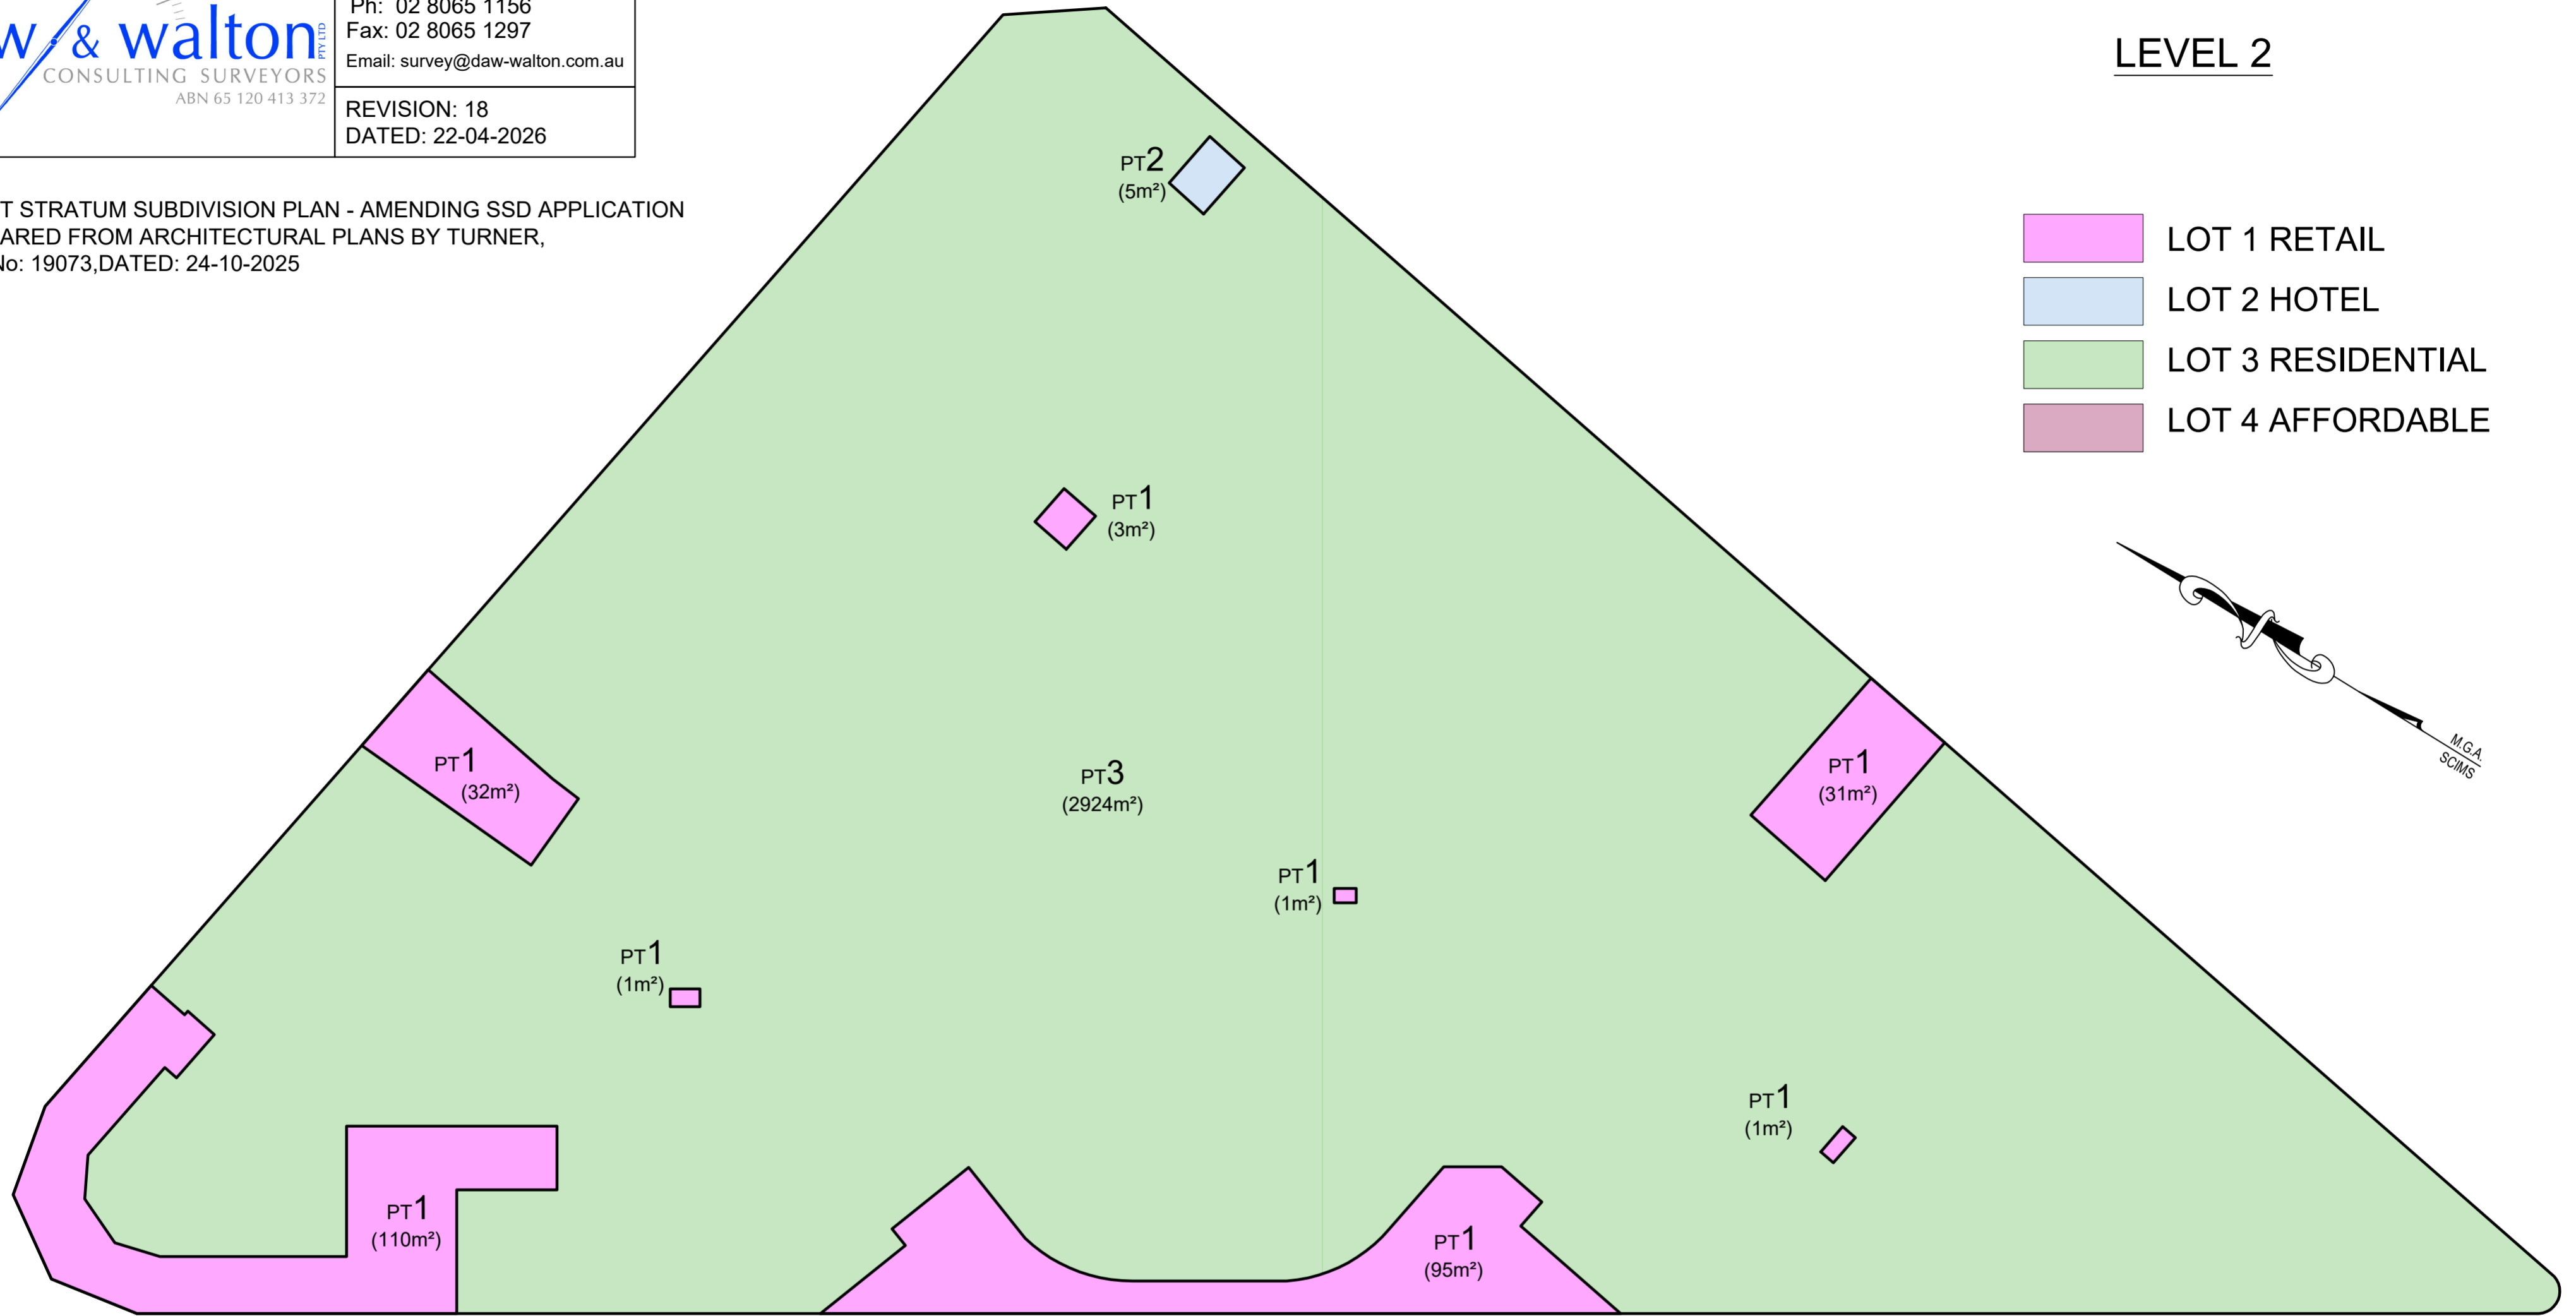 w & walton PTY LTD
CONSULTING SURVEYORS
ABN 65 120 413 372
Ph: 02 8065 1156
Fax: 02 8065 1297
Email: survey@daw-walton.com.au
REVISION: 18
DATED: 22-04-2026
T STRATUM SUBDIVISION PLAN - AMENDING SSD APPLICATION
ARED FROM ARCHITECTURAL PLANS BY TURNER,
No: 19073,DATED: 24-10-2025
LEVEL 2
LOT 1 RETAIL
LOT 2 HOTEL
LOT 3 RESIDENTIAL
LOT 4 AFFORDABLE
M.G.A.
SCIMS
PT2
(5m²)
PT1
(3m²)
PT1
(32m²)
PT3
(2924m²)
PT1
(31m²)
PT1
(1m²)
PT1
(1m²)
PT1
(1m²)
PT1
(110m²)
PT1
(95m²)